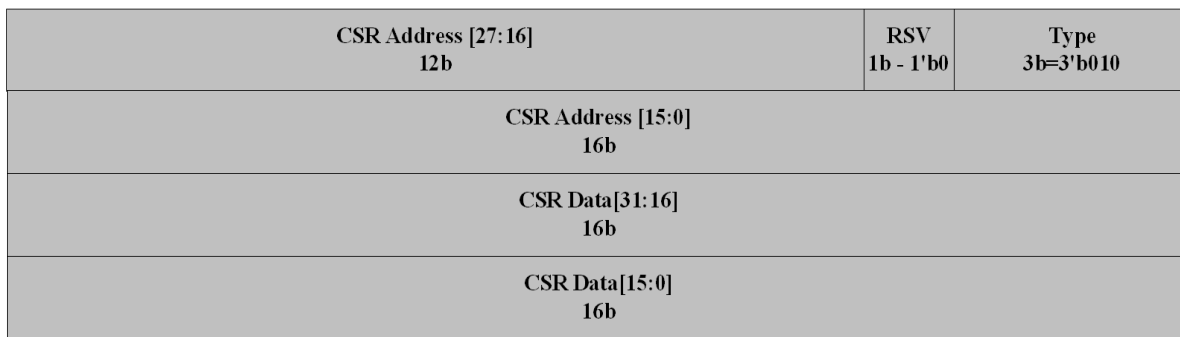 CSR Address [27:16]
12b
RSV
1b - 1'b0
Type
3b=3'b010
CSR Address [15:0]
16b
CSR Data[31:16]
16b
CSR Data[15:0]
16b